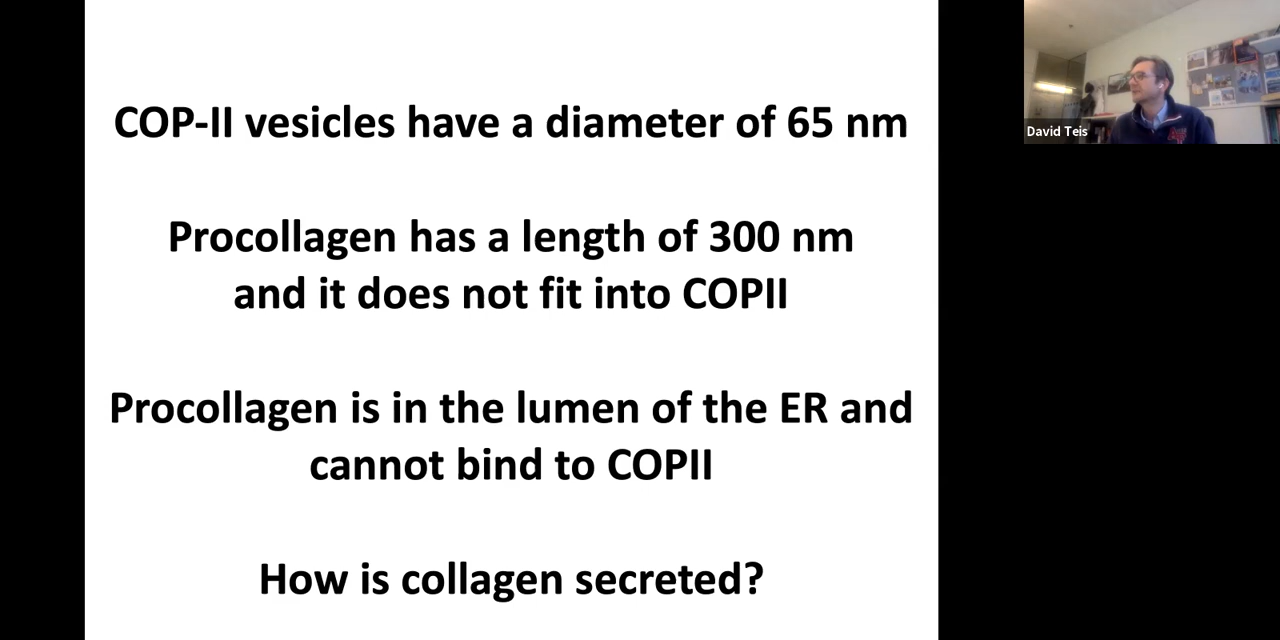 COP-II vesicles have a diameter of 65 nm
Procollagen has a length of 300 nm
and it does not fit into COPII
Procollagen is in the lumen of the ER and
cannot bind to COPII
How is collagen secreted?
David Teis